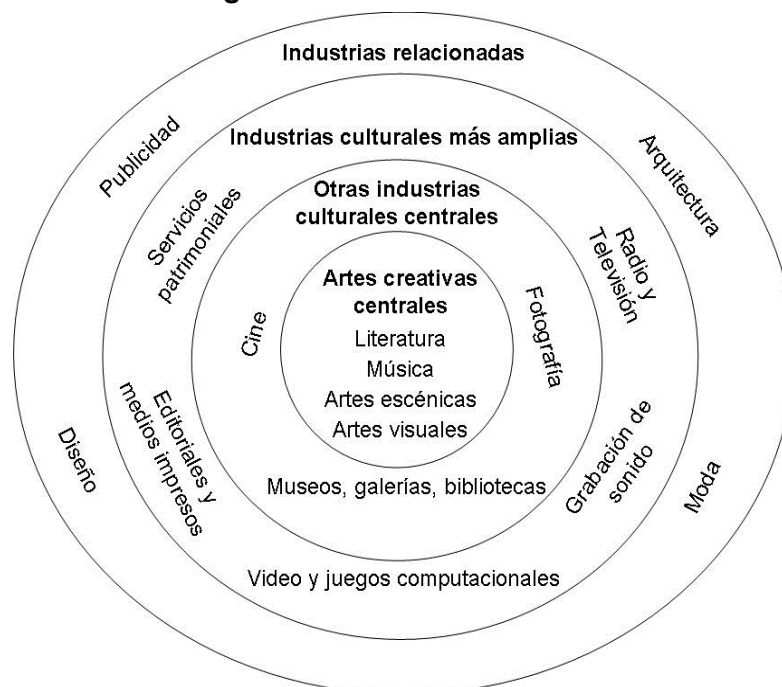 Industrias relacionadas
Publicidad
Arquitectura
Industrias culturales más amplias
Servicios
patrimoniales
Radio y
Televisión
Otras industrias
culturales centrales
Cine
Fotografía
Artes creativas
centrales
Literatura
Música
Artes escénicas
Artes visuales
Museos, galerías, bibliotecas
Editoriales y
medios impresos
Grabación de
sonido
Video y juegos computacionales
Diseño
Moda